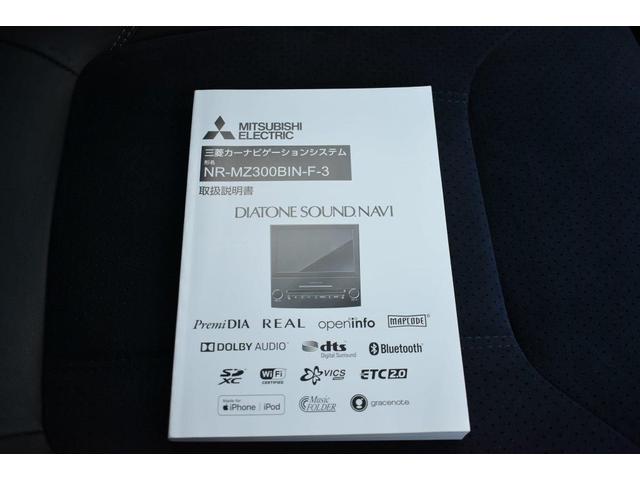 MITSUBISHI
ELECTRIC
三菱カーナビゲーションシステム
形名
NR-MZ300BIN-F-3
取扱説明書
DIATONE SOUND.NAVI
PremiDIA REAL openinfo MAPCODE®
DOLBY AUDIO™ dts Digital Surround Bluetooth®
SD XC Wi Fi CERTIFIED VICS ETC2.0
Made for iPhone | iPod Music FOLDER gracenote